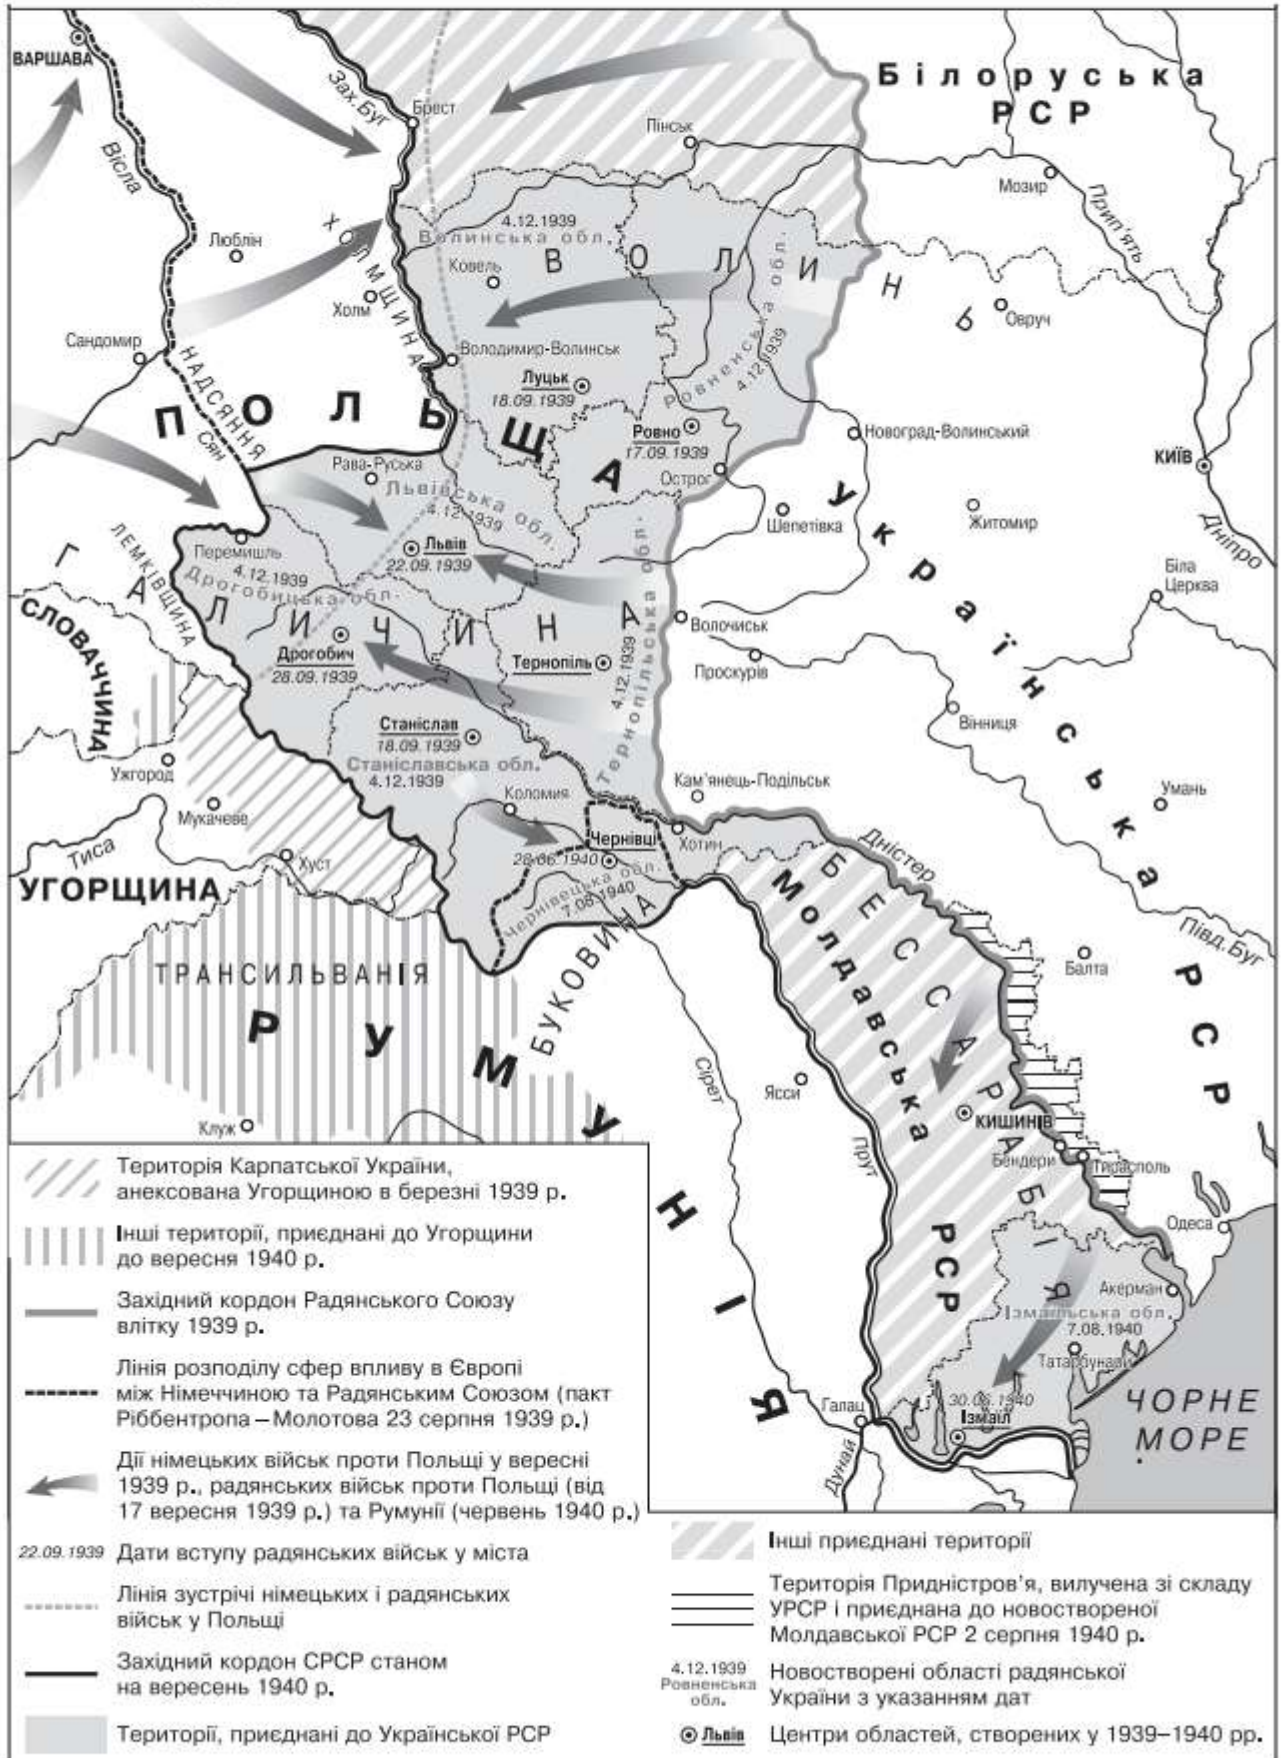 ВАРШАВА
Зах. Буг
Брест
Вісла
Пінськ
Білоруська
РСР
Мозир
Прип'ять
ХОЛМЩИНА
Люблін
4.12.1939
Волинська обл.
Ковель
ВОЛИНЬ
Ровненська обл.
4.12.1939
Овруч
Холм
Сандомир
НАДСЯННЯ
Сян
Володимир-Волинськ
Луцьк
18.09.1939
ПОЛЬЩА
Ровно
17.09.1939
Острог
Новоград-Волинський
КИЇВ
Рава-Руська
Львівська обл.
4.12.1939
Шепетівка
Житомир
Дніпро
Українська РСР
ЛЕМКІВЩИНА
Перемишль
4.12.1939
Дрогобицька обл.
Львів
22.09.1939
Біла
Церква
ГАЛИЧИНА
СЛОВАЧЧИНА
Дрогобич
28.09.1939
Тернопіль
4.12.1939
Тернопільська обл.
Волочиськ
Проскурів
Вінниця
Станіслав
18.09.1939
Станіславська обл.
4.12.1939
Ужгород
Мукачеве
Коломия
Кам'янець-Подільськ
Умань
Тиса
Хуст
УГОРЩИНА
Чернівці
28.06.1940
Чернівецька обл.
7.08.1940
Хотин
Дністер
БЕССАРАБІЯ
Молдавська
РСР
Півд. Буг
Балта
ТРАНСИЛЬВАНІЯ
БУКОВИНА
РУМУНІЯ
Сірет
Ясси
Прут
КИШИНІВ
Бендери
Тирасполь
Клуж
Одеса
Акерман
Ізмаїльська обл.
7.08.1940
Татарбунари
30.06.1940
Ізмаїл
Галац
Дунай
ЧОРНЕ
МОРЕ
Територія Карпатської України,
анексована Угорщиною в березні 1939 р.
Інші території, приєднані до Угорщини
до вересня 1940 р.
Західний кордон Радянського Союзу
влітку 1939 р.
Лінія розподілу сфер впливу в Європі
між Німеччиною та Радянським Союзом (пакт
Ріббентропа – Молотова 23 серпня 1939 р.)
Дії німецьких військ проти Польщі у вересні
1939 р., радянських військ проти Польщі (від
17 вересня 1939 р.) та Румунії (червень 1940 р.)
22.09.1939 Дати вступу радянських військ у міста
Лінія зустрічі німецьких і радянських
військ у Польщі
Західний кордон СРСР станом
на вересень 1940 р.
Території, приєднані до Української РСР
Інші приєднані території
Територія Придністров'я, вилучена зі складу
УРСР і приєднана до новоствореної
Молдавської РСР 2 серпня 1940 р.
4.12.1939
Ровненська
обл.
Новостворені області радянської
України з указанням дат
Львів Центри областей, створених у 1939–1940 рр.